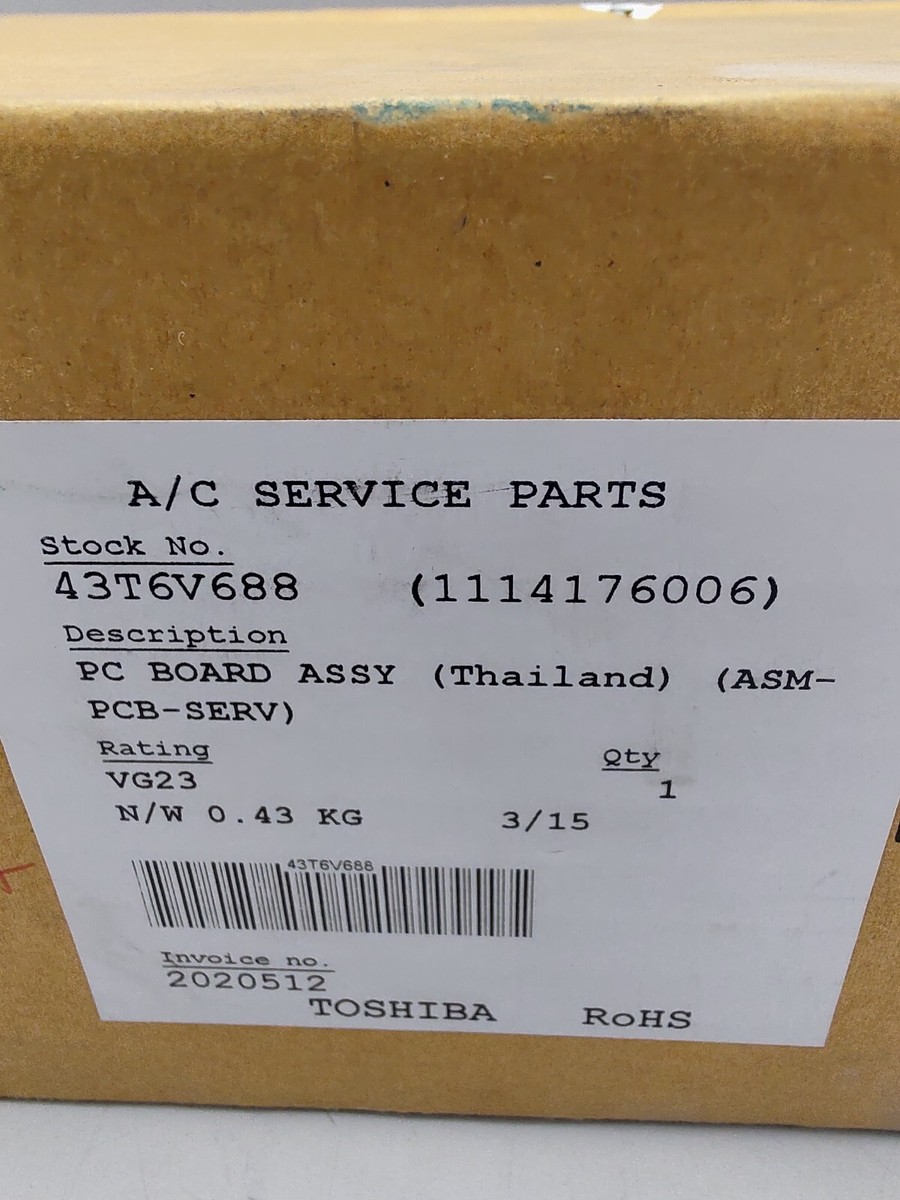 A/C SERVICE PARTS
Stock No.
43T6V688 (1114176006)
Description
PC BOARD ASSY (Thailand) (ASM-
PCB-SERV)
Rating Qty
VG23 1
N/W 0.43 KG 3/15
43T6V688
Invoice no.
2020512
TOSHIBA RoHS